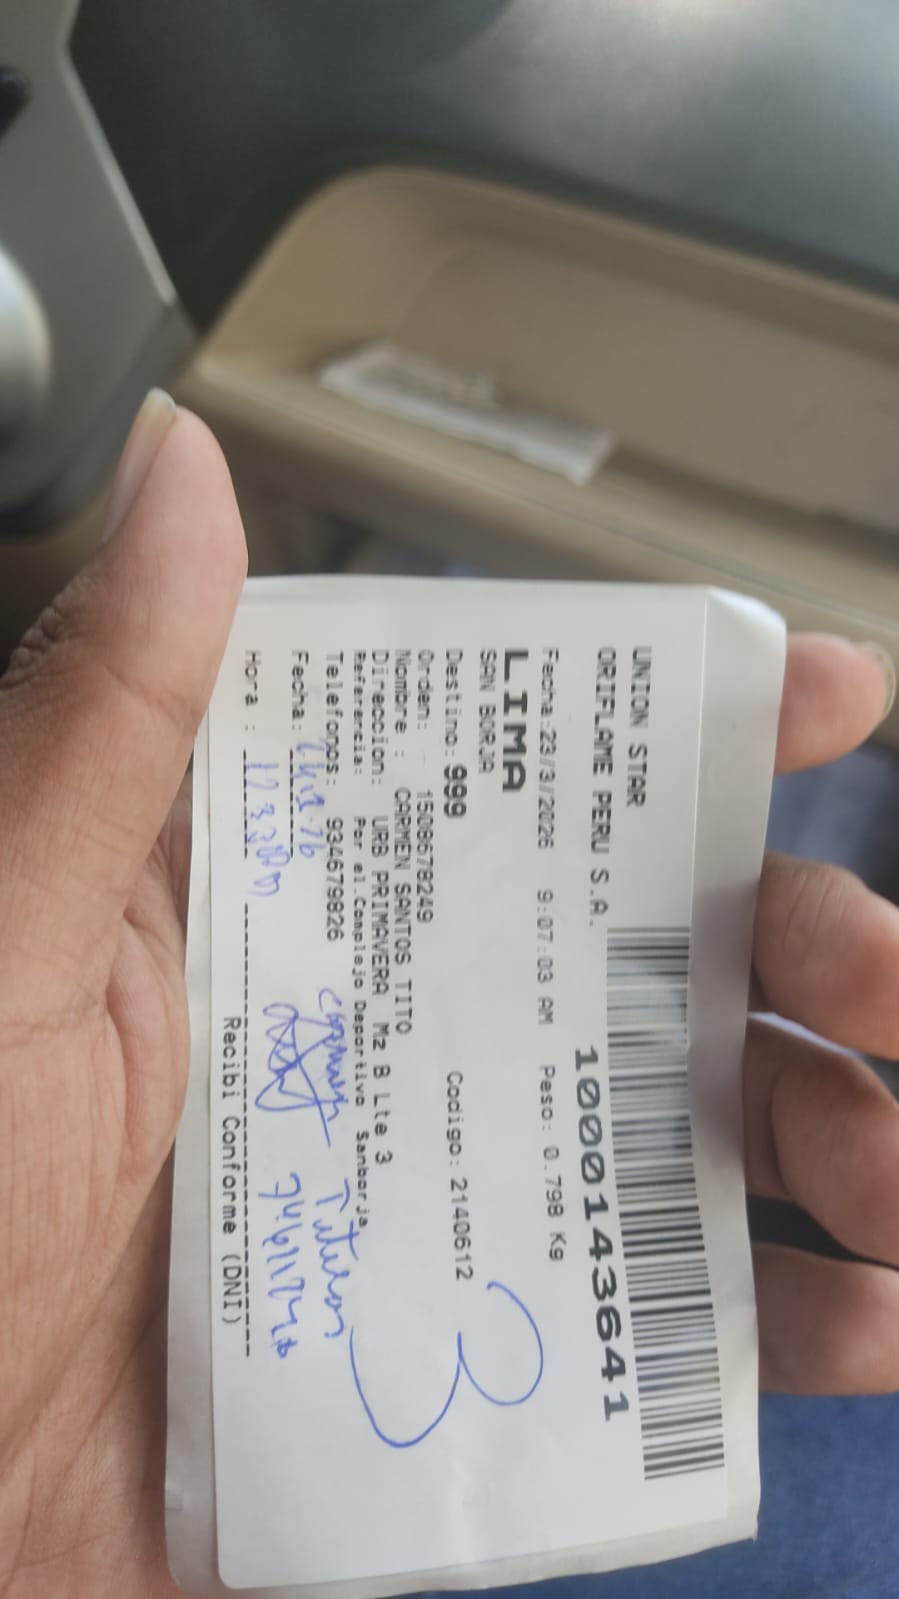 UNION STAR
ORIFLAME PERU S.A.
1000143641
Fecha:23/3/2026 9:07:03 AM Peso: 0.798 Kg
LIMA
SAN BORJA
Destino: 999 Codigo: 2140612
Orden: 1508678249
Nombre : CARMEN SANTOS TITO
Direccion: URB PRIMAVERA Mz B Lte 3
Referencia: Por el Complejo Deportivo Sanborja
Telefonos: 934679826
Fecha:
Hora :
Recibi Conforme (DNI)
3